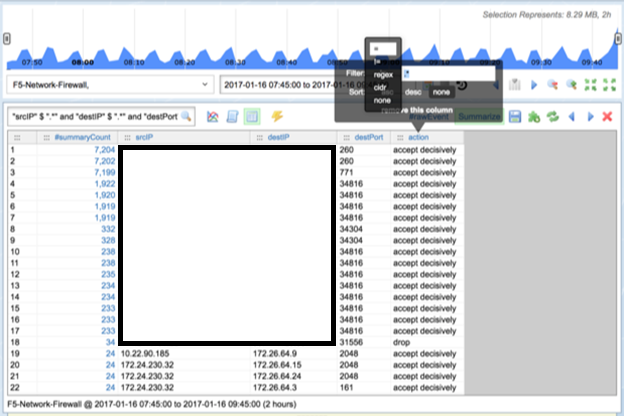 Selection Represents: 8.29 MB, 2h
=
!=
regex
cidr
none
Filter:
Sort desc none
remove this column
07:50 08:00 08:10 08:20 08:30 08:40 09:10 09:20 09:30 09:40
F5-Network-Firewall,
2017-01-16 07:45:00 to 2017-01-16 09:
"srcIP" $ ".*" and "destIP" $ ".*" and "destPort
#rawEvent Summarize
#summaryCount srcIP destIP destPort action
1 7,204 260 accept decisively
2 7,202 260 accept decisively
3 7,199 771 accept decisively
4 1,922 34816 accept decisively
5 1,920 34816 accept decisively
6 1,919 34816 accept decisively
7 1,919 34816 accept decisively
8 332 34304 accept decisively
9 328 34304 accept decisively
10 238 34816 accept decisively
11 238 34816 accept decisively
12 235 34816 accept decisively
13 234 34816 accept decisively
14 234 34816 accept decisively
15 233 34816 accept decisively
16 233 34816 accept decisively
17 233 34816 accept decisively
18 34 31556 drop
19 24 10.22.90.185 172.26.64.9 2048 accept decisively
20 24 172.24.230.32 172.26.64.15 2048 accept decisively
21 24 172.24.230.32 172.26.64.24 2048 accept decisively
22 24 172.24.230.32 172.26.64.3 161 accept decisively
F5-Network-Firewall @ 2017-01-16 07:45:00 to 2017-01-16 09:45:00 (2 hours)